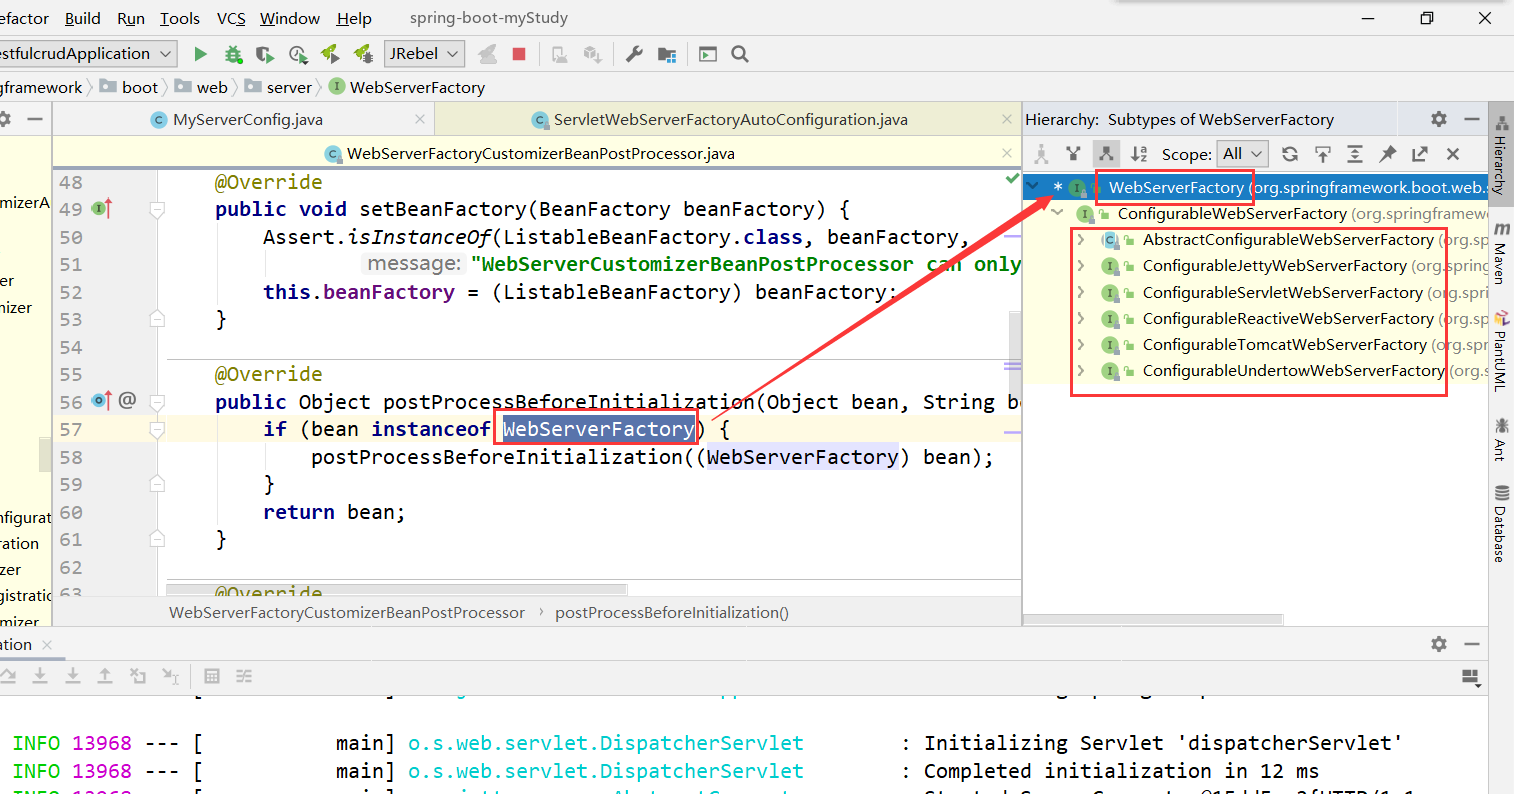 efactor Build Run Tools VCS Window Help spring-boot-myStudy
estfulcrudApplication JRebel
gframework boot web server WebServerFactory
MyServerConfig.java ServletWebServerFactoryAutoConfiguration.java
WebServerFactoryCustomizerBeanPostProcessor.java
mizerA
er
mizer
nfigurat
ration
zer
gistratio
mizer
48 @Override
49 public void setBeanFactory(BeanFactory beanFactory) {
50 Assert.isInstanceOf(ListableBeanFactory.class, beanFactory,
51 message: "WebServerCustomizerBeanPostProcessor can only
52 this.beanFactory = (ListableBeanFactory) beanFactory;
53 }
54
55 @Override
56 @ public Object postProcessBeforeInitialization(Object bean, String be
57 if (bean instanceof WebServerFactory) {
58 postProcessBeforeInitialization((WebServerFactory) bean);
59 }
60 return bean;
61 }
62
63 @Override
WebServerFactoryCustomizerBeanPostProcessor › postProcessBeforeInitialization()
Hierarchy: Subtypes of WebServerFactory
Scope: All
* WebServerFactory (org.springframework.boot.web.s
ConfigurableWebServerFactory (org.springframew
AbstractConfigurableWebServerFactory (org.sp
ConfigurableJettyWebServerFactory (org.spring
ConfigurableServletWebServerFactory (org.spri
ConfigurableReactiveWebServerFactory (org.sp
ConfigurableTomcatWebServerFactory (org.spr
ConfigurableUndertowWebServerFactory (org.s
Hierarchy
Maven
PlantUML
Ant
Database
ation
INFO 13968 --- [ main] o.s.web.servlet.DispatcherServlet : Initializing Servlet 'dispatcherServlet'
INFO 13968 --- [ main] o.s.web.servlet.DispatcherServlet : Completed initialization in 12 ms